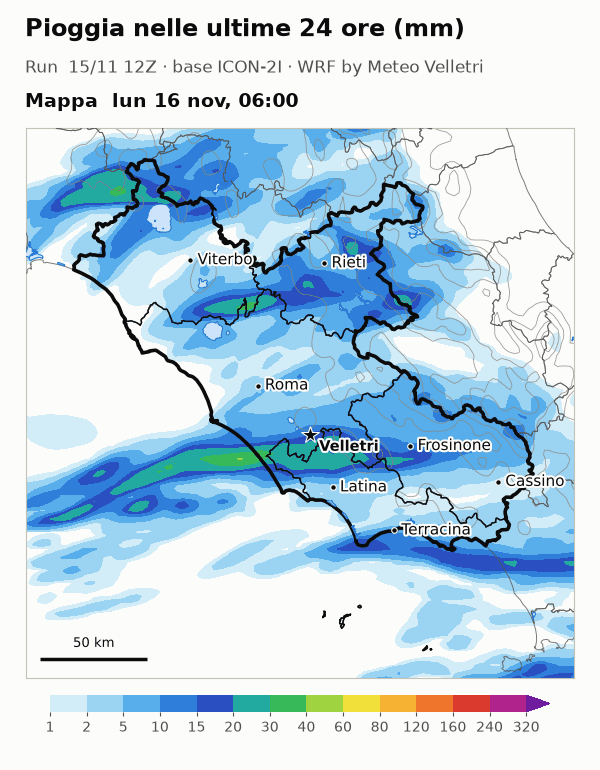 Pioggia nelle ultime 24 ore (mm)
Run  15/11 12Z · base ICON-2I · WRF by Meteo Velletri
Mappa  lun 16 nov, 06:00
Viterbo
Rieti
Roma
Velletri
Frosinone
Latina
Cassino
Terracina
50 km
1 2 5 10 15 20 30 40 60 80 120 160 240 320